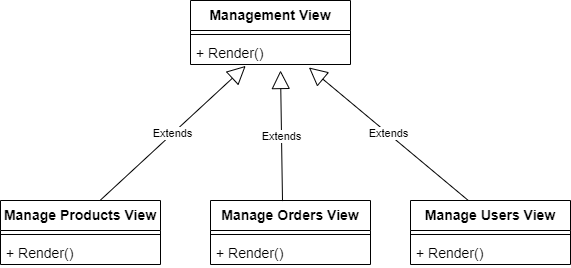 Management View
+ Render()
Extends
Extends
Extends
Manage Products View
Manage Orders View
Manage Users View
+ Render()
+ Render()
+ Render()